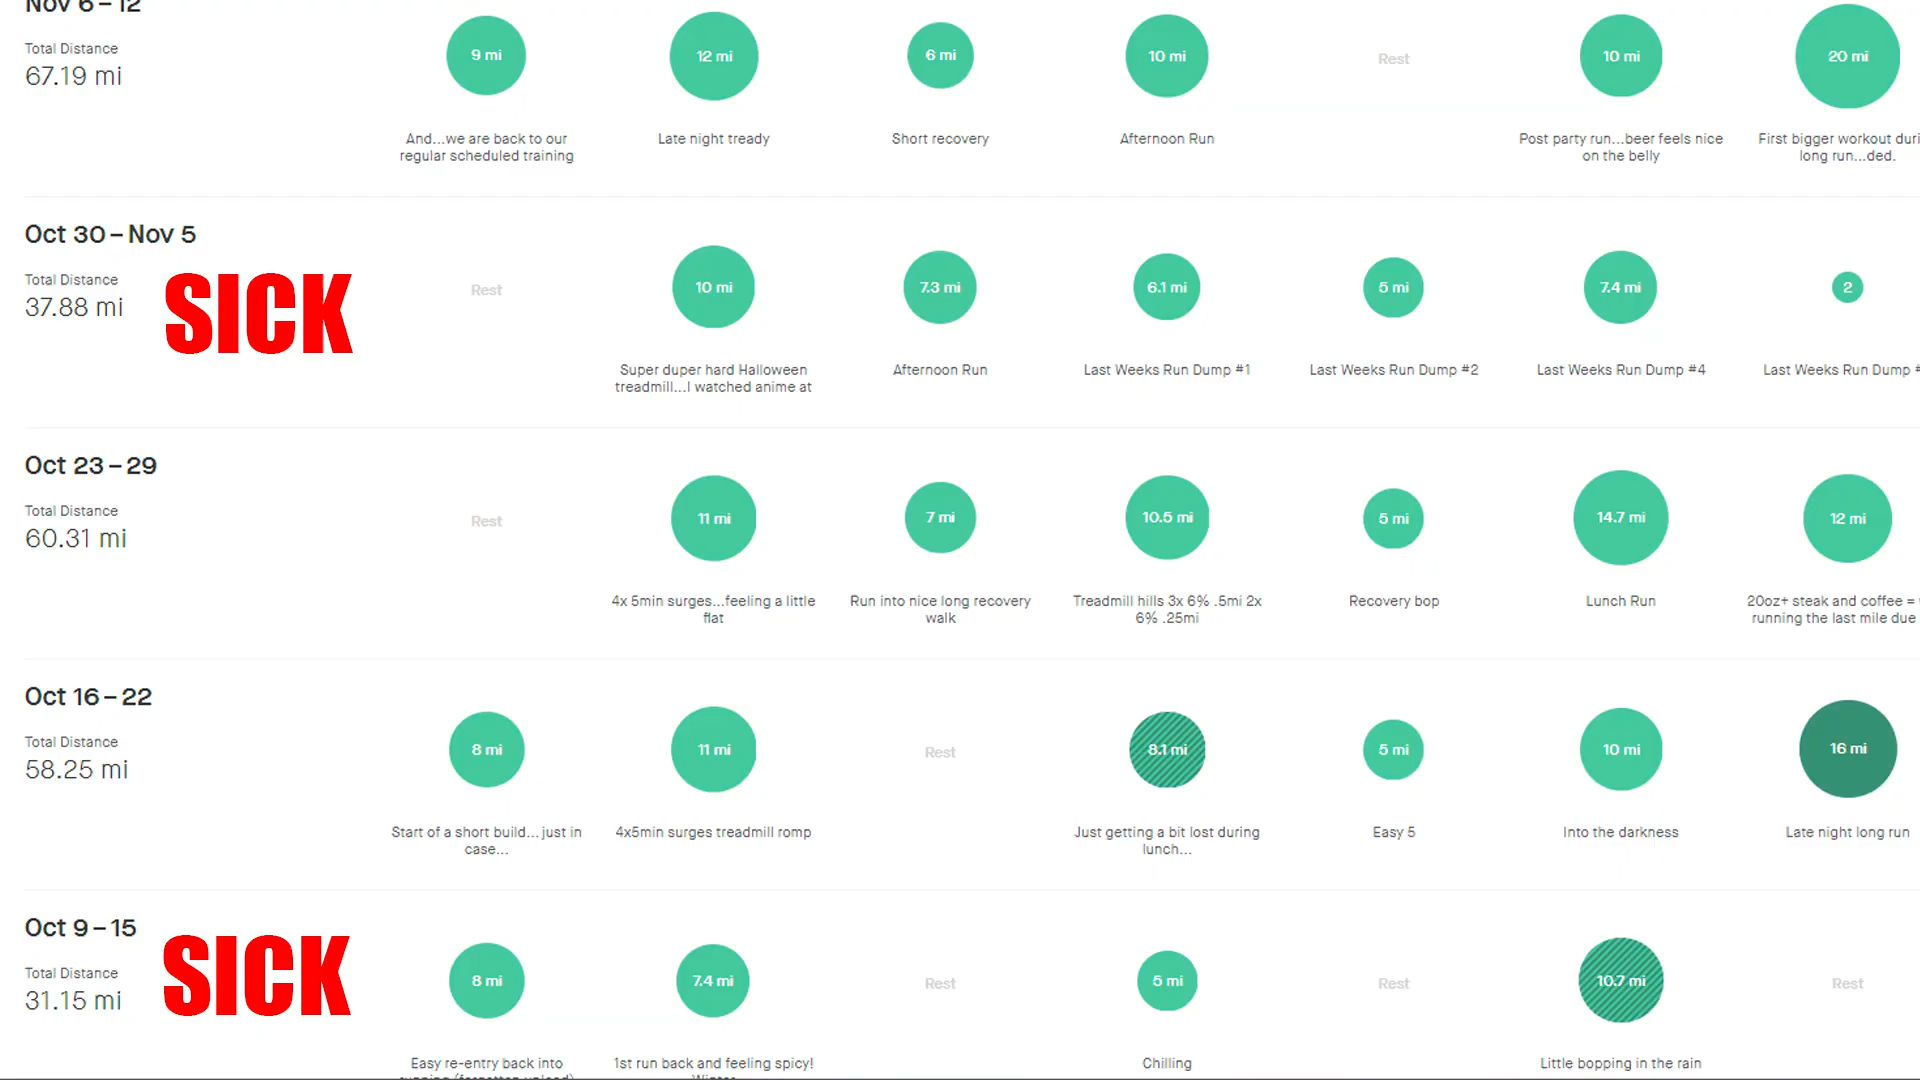 Nov 6 – 12
Total Distance
67.19 mi
9 mi
12 mi
6 mi
10 mi
Rest
10 mi
20 mi
And...we are back to our
regular scheduled training
Late night tready
Short recovery
Afternoon Run
Post party run...beer feels nice
on the belly
First bigger workout duri
long run...ded.
Oct 30 – Nov 5
Total Distance
37.88 mi
SICK
Rest
10 mi
7.3 mi
6.1 mi
5 mi
7.4 mi
2
Super duper hard Halloween
treadmill...I watched anime at
Afternoon Run
Last Weeks Run Dump #1
Last Weeks Run Dump #2
Last Weeks Run Dump #4
Last Weeks Run Dump #
Oct 23 – 29
Total Distance
60.31 mi
Rest
11 mi
7 mi
10.5 mi
5 mi
14.7 mi
12 mi
4x 5min surges...feeling a little
flat
Run into nice long recovery
walk
Treadmill hills 3x 6% .5mi 2x
6% .25mi
Recovery bop
Lunch Run
20oz+ steak and coffee =
running the last mile due
Oct 16 – 22
Total Distance
58.25 mi
8 mi
11 mi
Rest
8.1 mi
5 mi
10 mi
16 mi
Start of a short build... just in
case...
4x5min surges treadmill romp
Just getting a bit lost during
lunch...
Easy 5
Into the darkness
Late night long run
Oct 9 – 15
Total Distance
31.15 mi
SICK
8 mi
7.4 mi
Rest
5 mi
Rest
10.7 mi
Rest
Easy re-entry back into
1st run back and feeling spicy!
Chilling
Little bopping in the rain